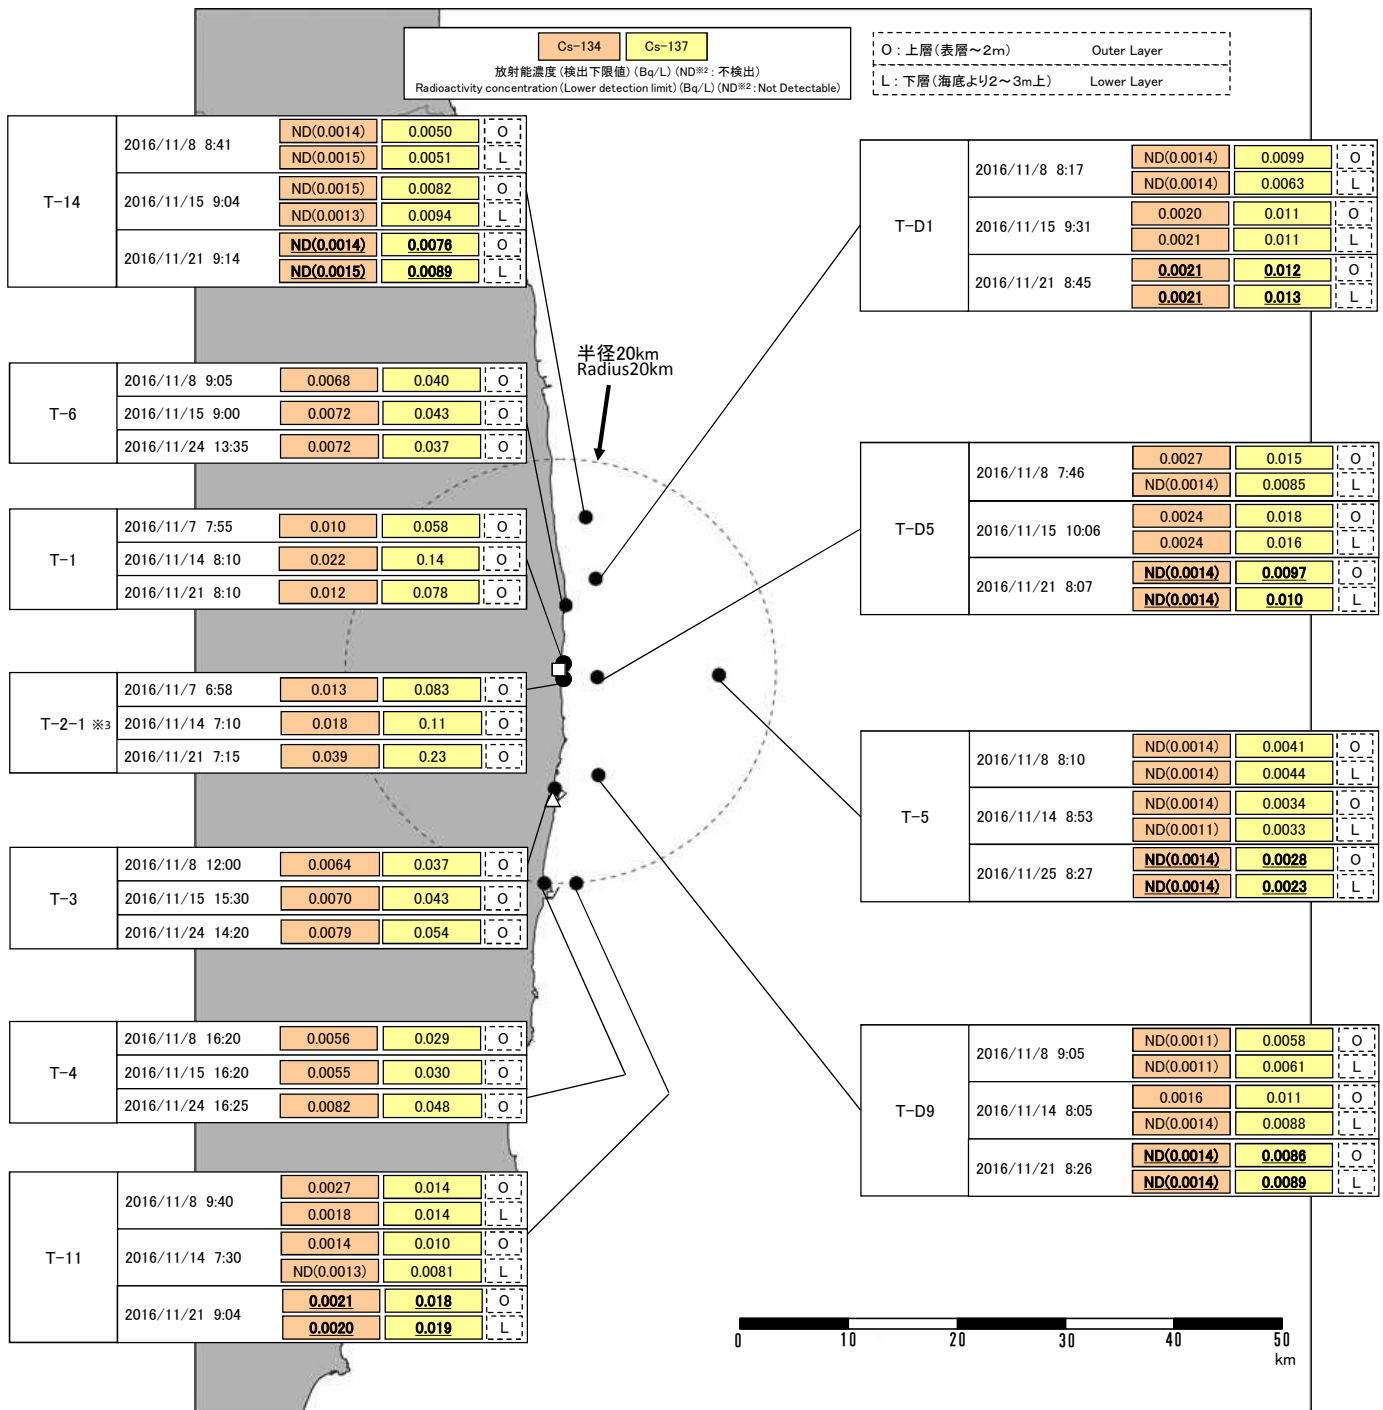 Cs-134 Cs-137
放射能濃度(検出下限値)(Bq/L)(ND※2:不検出)
Radioactivity concentration(Lower detection limit)(Bq/L)(ND※2:Not Detectable)
O:上層(表層～2m) Outer Layer
L:下層(海底より2～3m上) Lower Layer
T-14
2016/11/8 8:41
ND(0.0014) 0.0050 O
ND(0.0015) 0.0051 L
2016/11/15 9:04
ND(0.0015) 0.0082 O
ND(0.0013) 0.0094 L
2016/11/21 9:14
ND(0.0014) 0.0076 O
ND(0.0015) 0.0089 L
T-6
2016/11/8 9:05 0.0068 0.040 O
2016/11/15 9:00 0.0072 0.043 O
2016/11/24 13:35 0.0072 0.037 O
T-1
2016/11/7 7:55 0.010 0.058 O
2016/11/14 8:10 0.022 0.14 O
2016/11/21 8:10 0.012 0.078 O
T-2-1 ※3
2016/11/7 6:58 0.013 0.083 O
2016/11/14 7:10 0.018 0.11 O
2016/11/21 7:15 0.039 0.23 O
T-3
2016/11/8 12:00 0.0064 0.037 O
2016/11/15 15:30 0.0070 0.043 O
2016/11/24 14:20 0.0079 0.054 O
T-4
2016/11/8 16:20 0.0056 0.029 O
2016/11/15 16:20 0.0055 0.030 O
2016/11/24 16:25 0.0082 0.048 O
T-11
2016/11/8 9:40
0.0027 0.014 O
0.0018 0.014 L
2016/11/14 7:30
0.0014 0.010 O
ND(0.0013) 0.0081 L
2016/11/21 9:04
0.0021 0.018 O
0.0020 0.019 L
半径20km
Radius20km
T-D1
2016/11/8 8:17
ND(0.0014) 0.0099 O
ND(0.0014) 0.0063 L
2016/11/15 9:31
0.0020 0.011 O
0.0021 0.011 L
2016/11/21 8:45
0.0021 0.012 O
0.0021 0.013 L
T-D5
2016/11/8 7:46
0.0027 0.015 O
ND(0.0014) 0.0085 L
2016/11/15 10:06
0.0024 0.018 O
0.0024 0.016 L
2016/11/21 8:07
ND(0.0014) 0.0097 O
ND(0.0014) 0.010 L
T-5
2016/11/8 8:10
ND(0.0014) 0.0041 O
ND(0.0014) 0.0044 L
2016/11/14 8:53
ND(0.0014) 0.0034 O
ND(0.0011) 0.0033 L
2016/11/25 8:27
ND(0.0014) 0.0028 O
ND(0.0014) 0.0023 L
T-D9
2016/11/8 9:05
ND(0.0011) 0.0058 O
ND(0.0011) 0.0061 L
2016/11/14 8:05
0.0016 0.011 O
ND(0.0014) 0.0088 L
2016/11/21 8:26
ND(0.0014) 0.0086 O
ND(0.0014) 0.0089 L
0 10 20 30 40 50
km